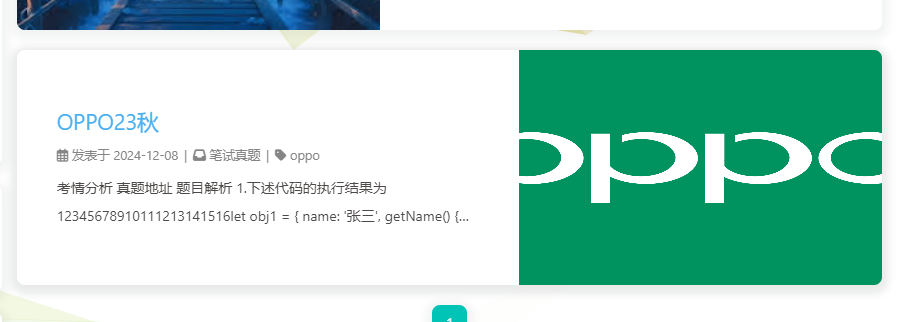 OPPO23秋
发表于 2024-12-08 | 笔试真题 | oppo
考情分析 真题地址 题目解析 1.下述代码的执行结果为
12345678910111213141516let obj1 = { name: '张三', getName() {...
oppo
1